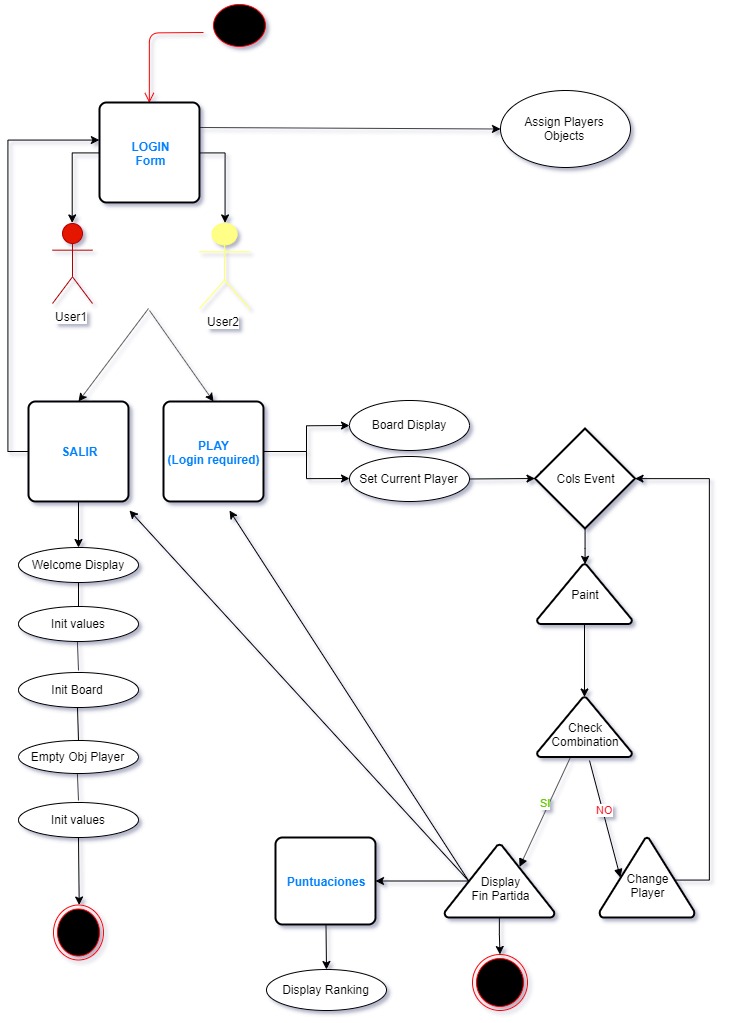 Assign Players
Objects
LOGIN
Form
User1
User2
SALIR
PLAY
(Login required)
Board Display
Set Current Player
Cols Event
Welcome Display
Paint
Init values
Init Board
Check
Combination
Empty Obj Player
SI
NO
Init values
Puntuaciones
Display
Fin Partida
Change
Player
Display Ranking